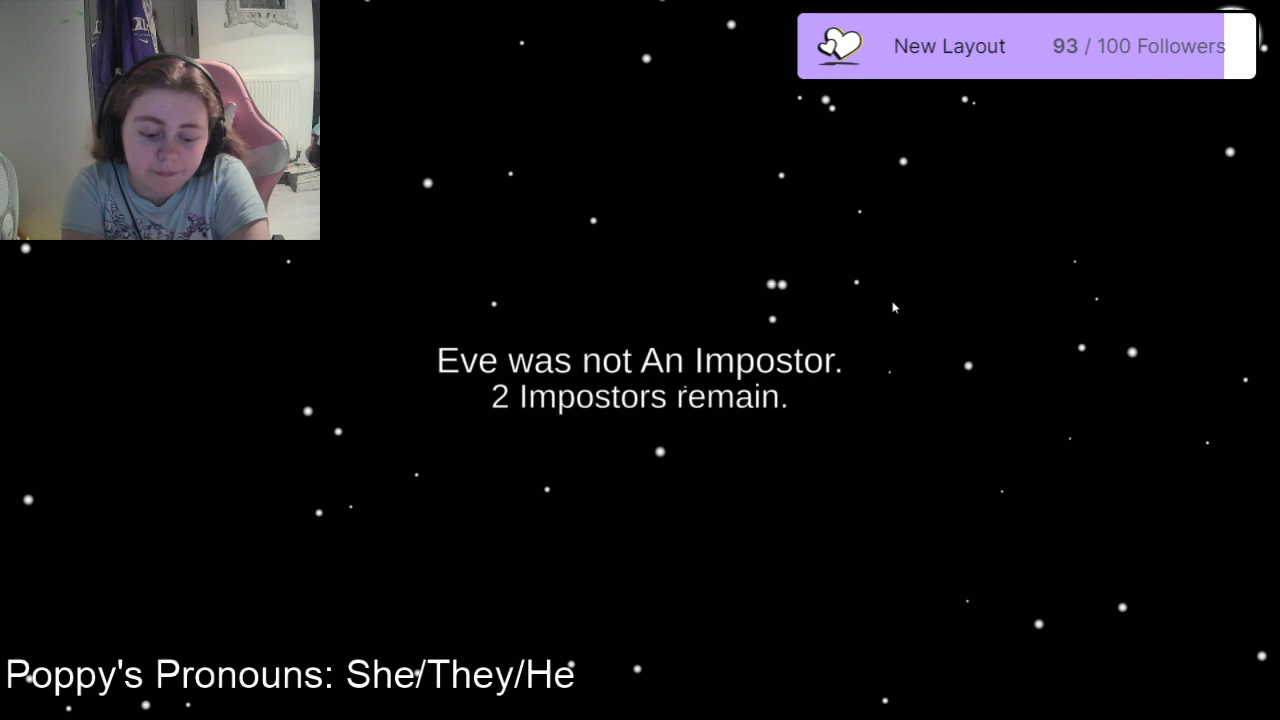 New Layout 93 / 100 Followers
Eve was not An Impostor.
2 Impostors remain.
Poppy's Pronouns: She/They/He